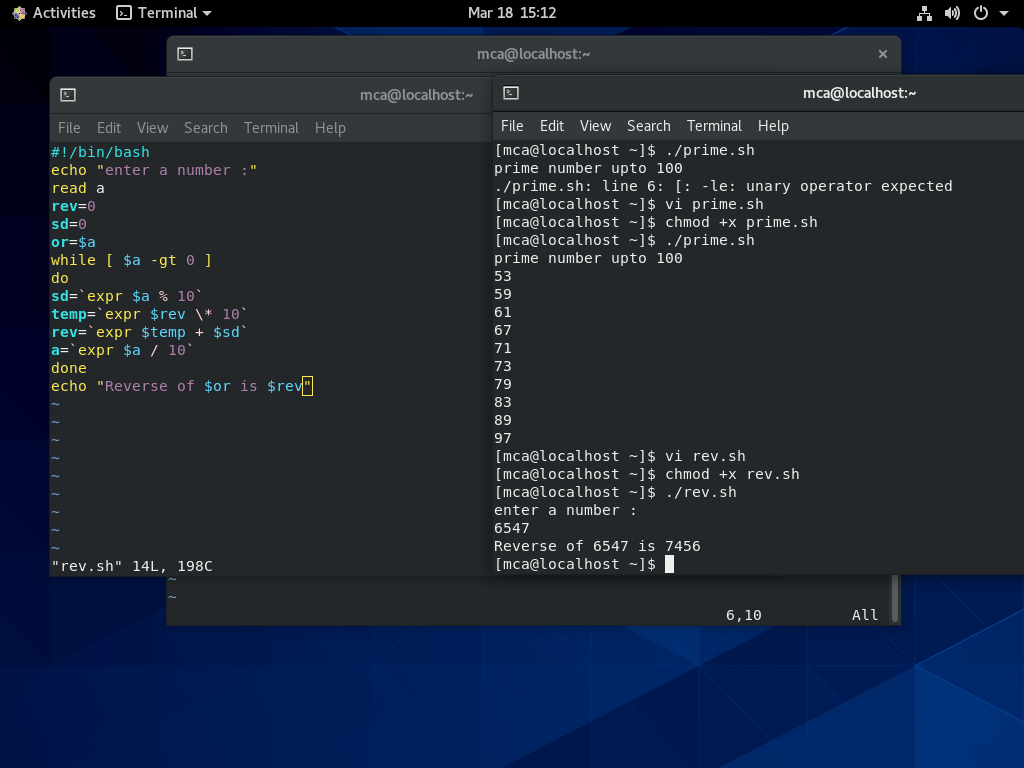 Activities Terminal Mar 18 15:12
mca@localhost:~
mca@localhost:~
File Edit View Search Terminal Help
#!/bin/bash
echo "enter a number :"
read a
rev=0
sd=0
or=$a
while [ $a -gt 0 ]
do
sd=`expr $a % 10`
temp=`expr $rev \* 10`
rev=`expr $temp + $sd`
a=`expr $a / 10`
done
echo "Reverse of $or is $rev"
~
~
~
~
~
~
~
~
~
"rev.sh" 14L, 198C
mca@localhost:~
File Edit View Search Terminal Help
[mca@localhost ~]$ ./prime.sh
prime number upto 100
./prime.sh: line 6: [: -le: unary operator expected
[mca@localhost ~]$ vi prime.sh
[mca@localhost ~]$ chmod +x prime.sh
[mca@localhost ~]$ ./prime.sh
prime number upto 100
53
59
61
67
71
73
79
83
89
97
[mca@localhost ~]$ vi rev.sh
[mca@localhost ~]$ chmod +x rev.sh
[mca@localhost ~]$ ./rev.sh
enter a number :
6547
Reverse of 6547 is 7456
[mca@localhost ~]$
~
~
6,10 All